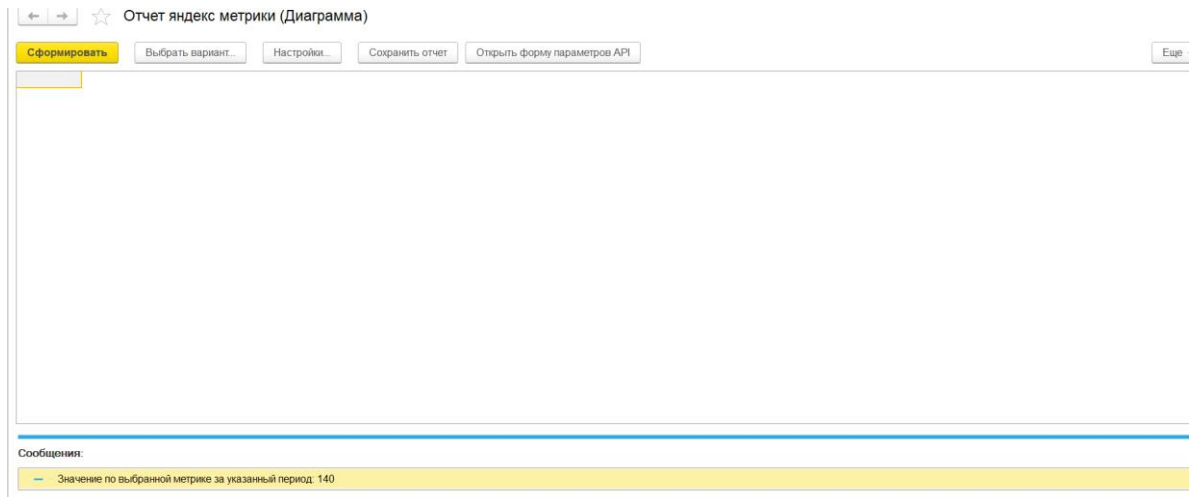 Отчет яндекс метрики (Диаграмма)
Сформировать Выбрать вариант... Настройки... Сохранить отчет Открыть форму параметров API Еще
Сообщения:
Значение по выбранной метрике за указанный период: 140